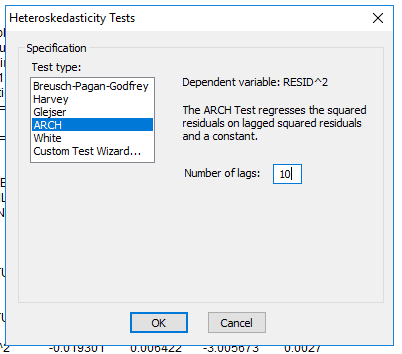 Heteroskedasticity Tests
Specification
Test type:
Breusch-Pagan-Godfrey
Harvey
Glejser
ARCH
White
Custom Test Wizard...
Dependent variable: RESID^2
The ARCH Test regresses the squared
residuals on lagged squared residuals
and a constant.
Number of lags: 10
OK
Cancel
^2 -0.019301 0.006422 -3.005673 0.0027